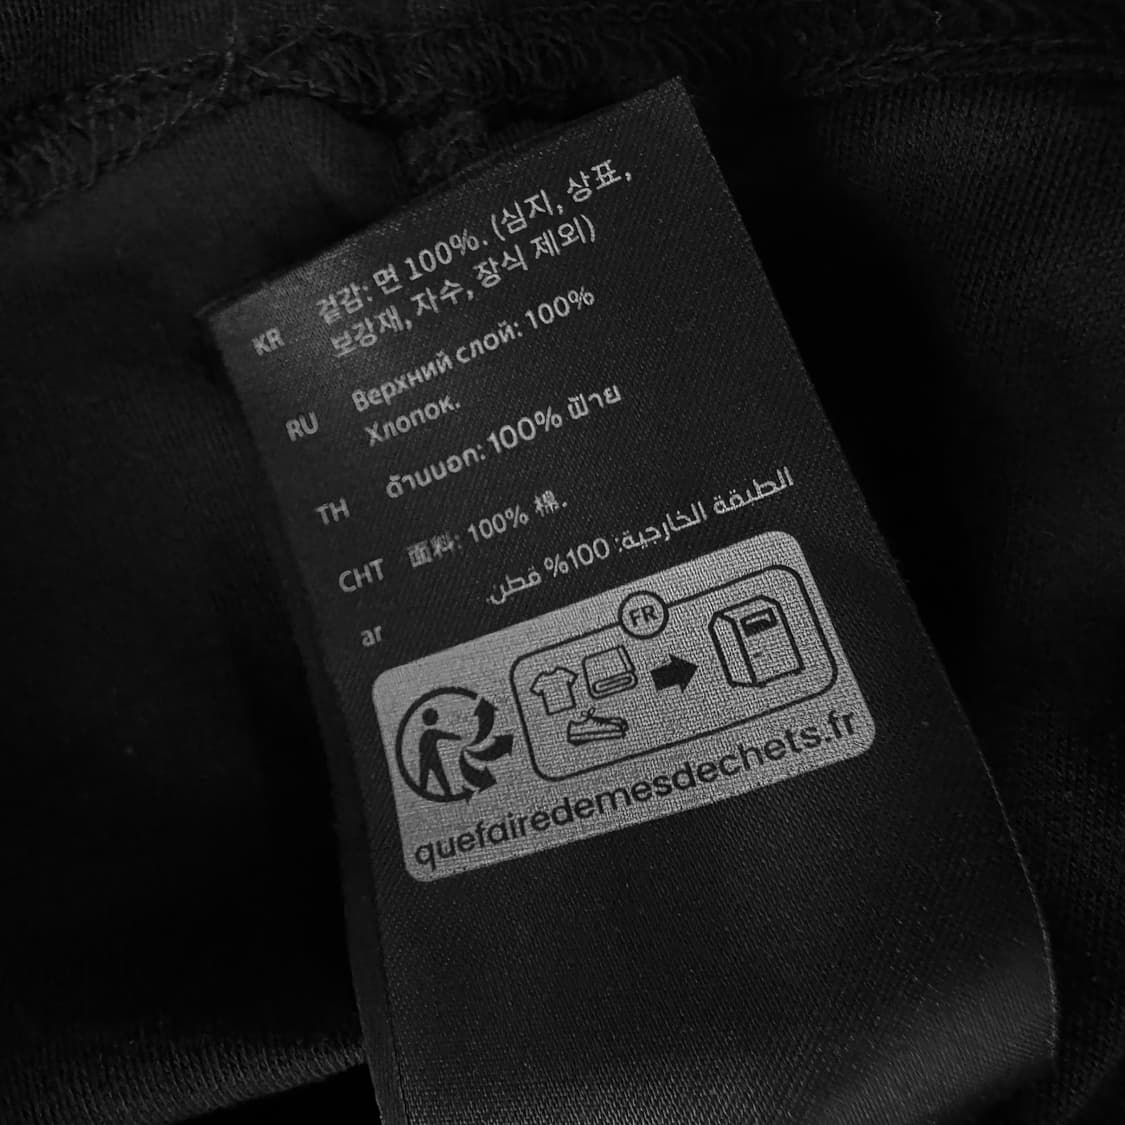 KR 겉감: 면 100%. (심지, 상표,
보강재, 자수, 장식 제외)
RU Верхний слой: 100%
Хлопок.
TH ด้านนอก: 100% ฝ้าย
CHT 面料: 100% 棉.
ar الطبقة الخارجية: 100% قطن.
FR
quefairedemesdechets.fr